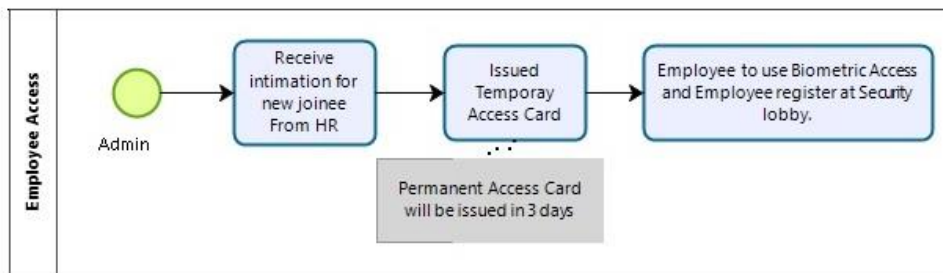 Employee Access
Admin
Receive
intimation for
new joinee
From HR
Issued
Temporay
Access Card
Employee to use Biometric Access
and Employee register at Security
lobby.
Permanent Access Card
will be issued in 3 days